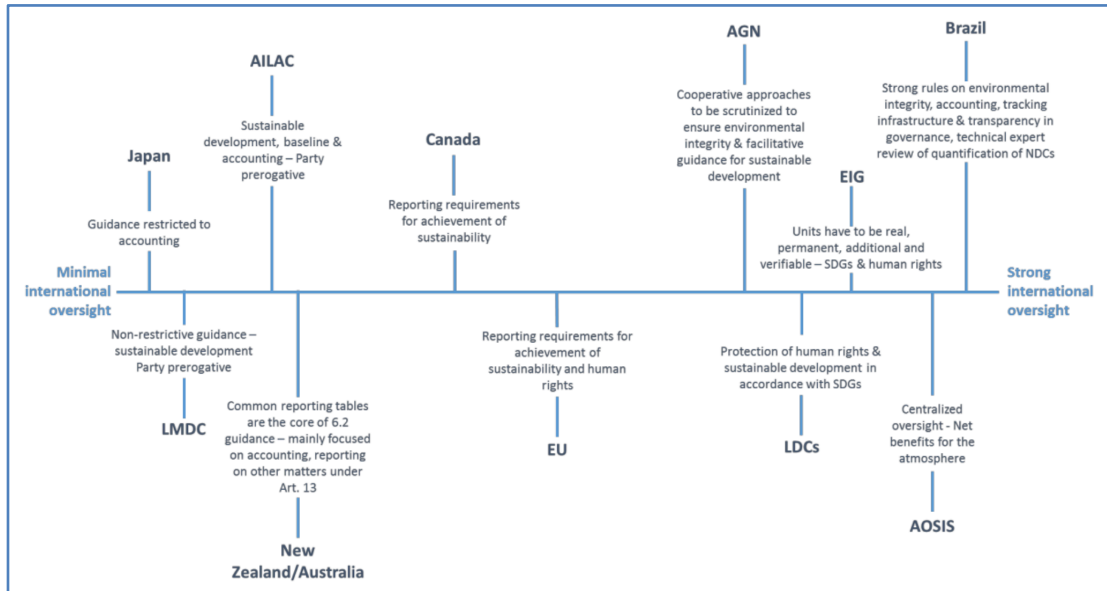 AILAC
Sustainable
development, baseline &
accounting – Party
prerogative
Japan
Guidance restricted to
accounting
Canada
Reporting requirements
for achievement of
sustainability
AGN
Cooperative approaches
to be scrutinized to
ensure environmental
integrity & facilitative
guidance for sustainable
development
Brazil
Strong rules on environmental
integrity, accounting, tracking
infrastructure & transparency in
governance, technical expert
review of quantification of NDCs
EIG
Units have to be real,
permanent, additional and
verifiable – SDGs & human rights
Minimal
international
oversight
Strong
international
oversight
Non-restrictive guidance –
sustainable development
Party prerogative
LMDC
Common reporting tables
are the core of 6.2
guidance – mainly focused
on accounting, reporting
on other matters under
Art. 13
New
Zealand/Australia
Reporting requirements for
achievement of
sustainability and human
rights
EU
Protection of human rights &
sustainable development in
accordance with SDGs
LDCs
Centralized
oversight - Net
benefits for the
atmosphere
AOSIS